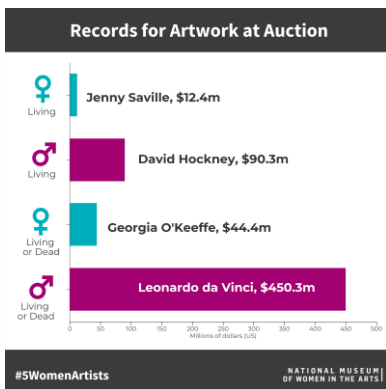 Records for Artwork at Auction
Living
Jenny Saville, $12.4m
Living
David Hockney, $90.3m
Living
or Dead
Georgia O'Keeffe, $44.4m
Living
or Dead
Leonardo da Vinci, $450.3m
0 50 100 150 200 250 300 350 400 450 500
Millions of dollars (US)
#5WomenArtists
NATIONAL MUSEUM
OF WOMEN IN THE ARTS